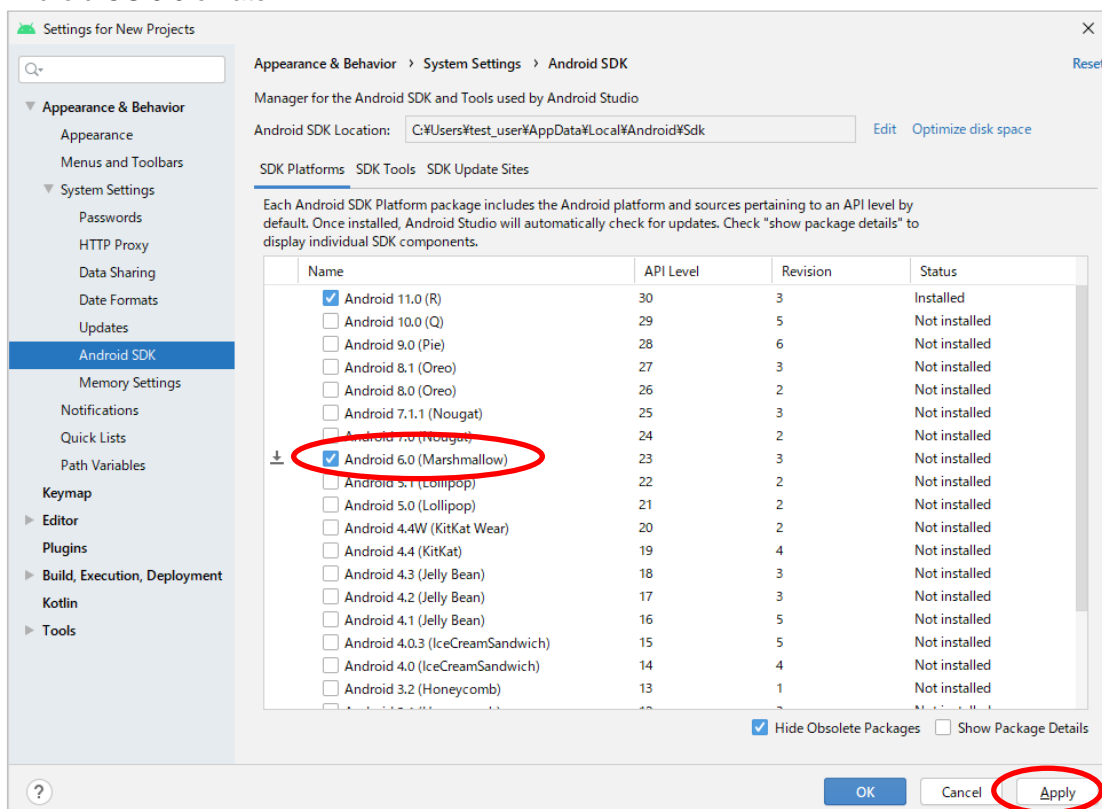 Settings for New Projects
Appearance & Behavior › System Settings › Android SDK
Reset
Manager for the Android SDK and Tools used by Android Studio
Android SDK Location: C:¥Users¥test_user¥AppData¥Local¥Android¥Sdk Edit Optimize disk space
Appearance & Behavior
Appearance
Menus and Toolbars
System Settings
Passwords
HTTP Proxy
Data Sharing
Date Formats
Updates
Android SDK
Memory Settings
Notifications
Quick Lists
Path Variables
Keymap
Editor
Plugins
Build, Execution, Deployment
Kotlin
Tools
SDK Platforms SDK Tools SDK Update Sites
Each Android SDK Platform package includes the Android platform and sources pertaining to an API level by
default. Once installed, Android Studio will automatically check for updates. Check "show package details" to
display individual SDK components.
Name API Level Revision Status
Android 11.0 (R) 30 3 Installed
Android 10.0 (Q) 29 5 Not installed
Android 9.0 (Pie) 28 6 Not installed
Android 8.1 (Oreo) 27 3 Not installed
Android 8.0 (Oreo) 26 2 Not installed
Android 7.1.1 (Nougat) 25 3 Not installed
Android 7.0 (Nougat) 24 2 Not installed
Android 6.0 (Marshmallow) 23 3 Not installed
Android 5.1 (Lollipop) 22 2 Not installed
Android 5.0 (Lollipop) 21 2 Not installed
Android 4.4W (KitKat Wear) 20 2 Not installed
Android 4.4 (KitKat) 19 4 Not installed
Android 4.3 (Jelly Bean) 18 3 Not installed
Android 4.2 (Jelly Bean) 17 3 Not installed
Android 4.1 (Jelly Bean) 16 5 Not installed
Android 4.0.3 (IceCreamSandwich) 15 5 Not installed
Android 4.0 (IceCreamSandwich) 14 4 Not installed
Android 3.2 (Honeycomb) 13 1 Not installed
Hide Obsolete Packages Show Package Details
? OK Cancel Apply